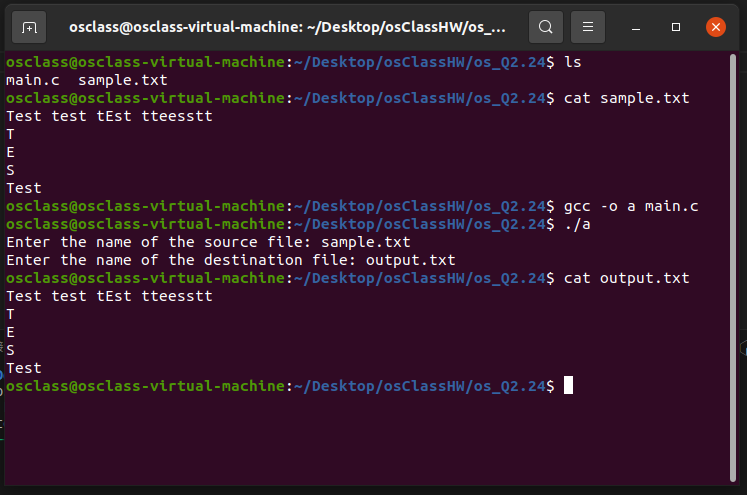 osclass@osclass-virtual-machine: ~/Desktop/osClassHW/os_...
osclass@osclass-virtual-machine:~/Desktop/osClassHW/os_Q2.24$ ls
main.c  sample.txt
osclass@osclass-virtual-machine:~/Desktop/osClassHW/os_Q2.24$ cat sample.txt
Test test tEst tteesstt
T
E
S
Test
osclass@osclass-virtual-machine:~/Desktop/osClassHW/os_Q2.24$ gcc -o a main.c
osclass@osclass-virtual-machine:~/Desktop/osClassHW/os_Q2.24$ ./a
Enter the name of the source file: sample.txt
Enter the name of the destination file: output.txt
osclass@osclass-virtual-machine:~/Desktop/osClassHW/os_Q2.24$ cat output.txt
Test test tEst tteesstt
T
E
S
Test
osclass@osclass-virtual-machine:~/Desktop/osClassHW/os_Q2.24$